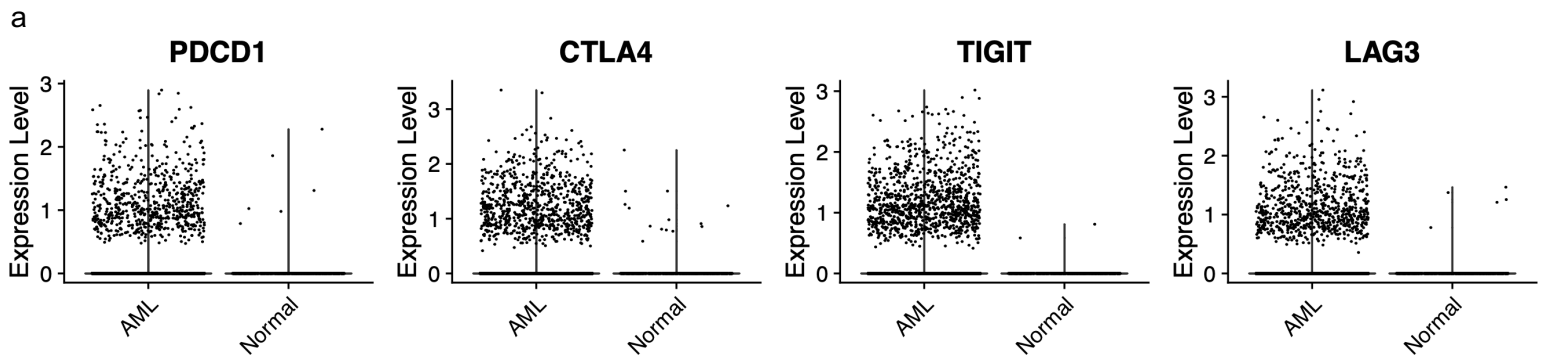 a
PDCD1
CTLA4
TIGIT
LAG3
Expression Level
3
2
1
0
AML
Normal
Expression Level
3
2
1
0
AML
Normal
Expression Level
3
2
1
0
AML
Normal
Expression Level
3
2
1
0
AML
Normal